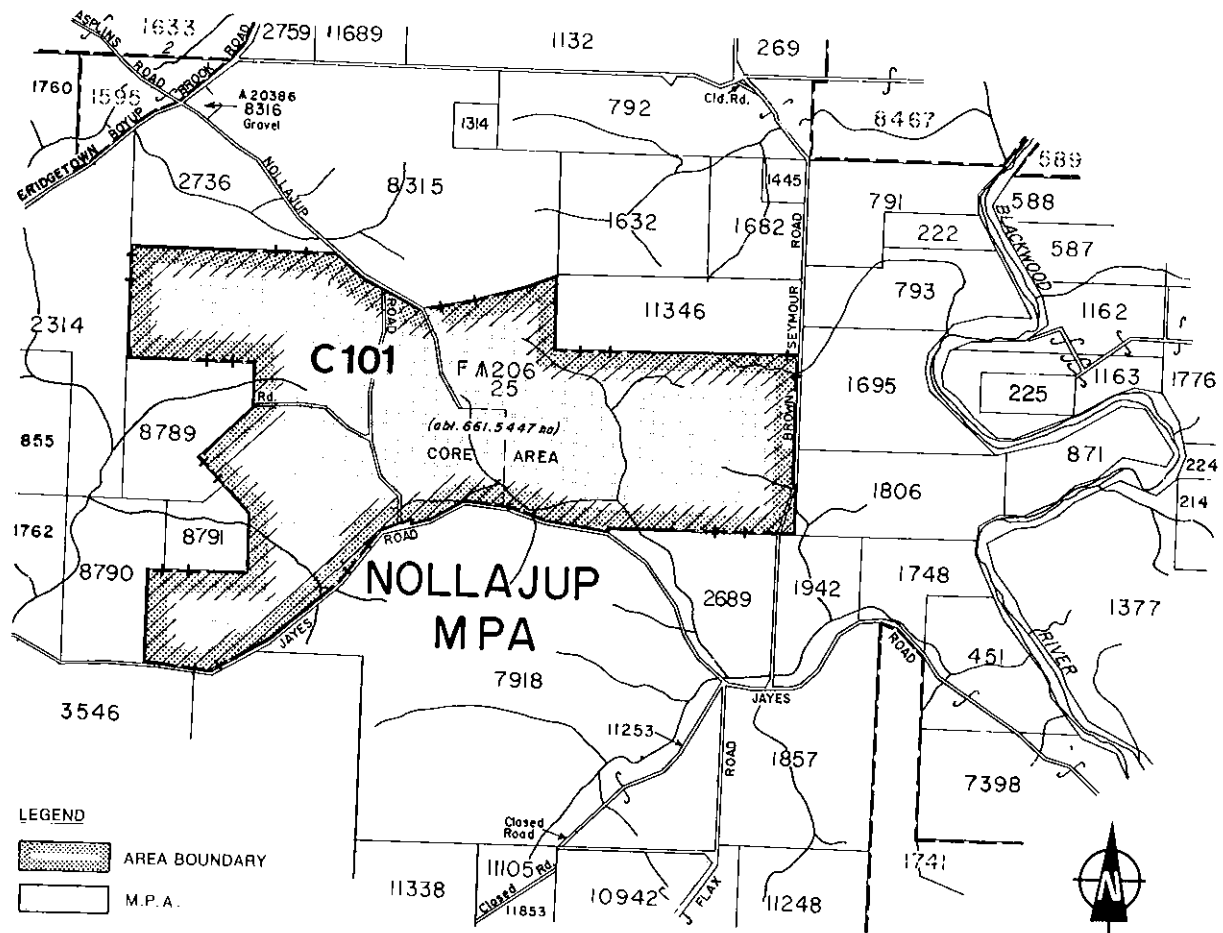 ASPLINS ROAD
1633
2
2759
11689
1132
269
1760
1596
BOYUP BROOK ROAD
A 20386
8316
Gravel
Cld. Rd.
792
1314
8467
ERIDGETOWN
NOLLAJUP
2736
8315
1445
589
588
791
222
587
BLACKWOOD
1632
1682
ROAD
793
2314
11346
SEYMOUR
1162
ROAD
C101
F A 206
25
1695
1163
1776
225
Rd.
8789
855
(abt. 661.5447 ha)
BROWN
CORE AREA
871
224
1806
214
1762
8791
ROAD
8790
NOLLAJUP
MPA
2689
1942
1748
1377
JAYES
ROAD
451
RIVER
7918
JAYES
3546
11253
ROAD
1857
7398
LEGEND
Closed
Road
AREA BOUNDARY
11105
1741
M.P.A.
11338
Closed Rd.
11853
10942
FLAX
11248
N